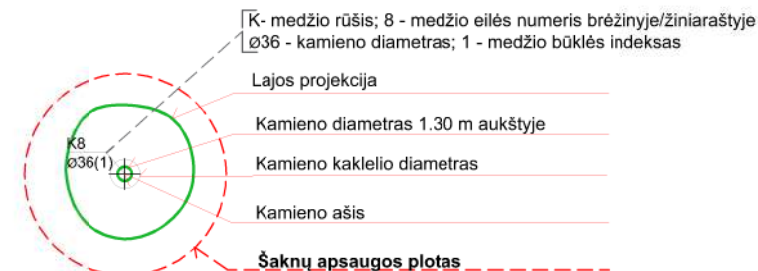 K- medžio rūšis; 8 - medžio eilės numeris brėžinyje/žiniaraštyje
Ø36 - kamieno diametras; 1 - medžio būklės indeksas
Lajos projekcija
Kamieno diametras 1.30 m aukštyje
K8
Ø36(1)
Kamieno kaklelio diametras
Kamieno ašis
Šaknų apsaugos plotas